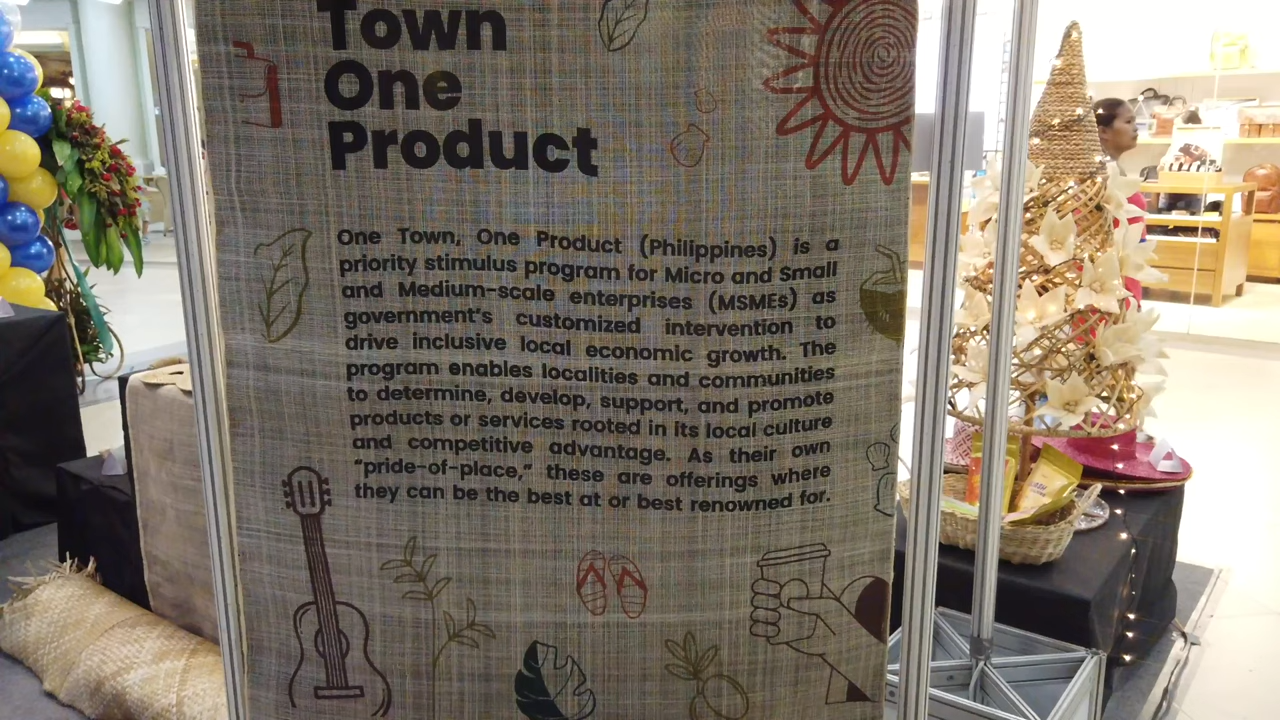 Town
One
Product
One Town, One Product (Philippines) is a
priority stimulus program for Micro and Small
and Medium-scale enterprises (MSMEs) as
government's customized intervention to
drive inclusive local economic growth. The
program enables localities and communities
to determine, develop, support, and promote
products or services rooted in its local culture
and competitive advantage. As their own
"pride-of-place," these are offerings where
they can be the best at or best renowned for.